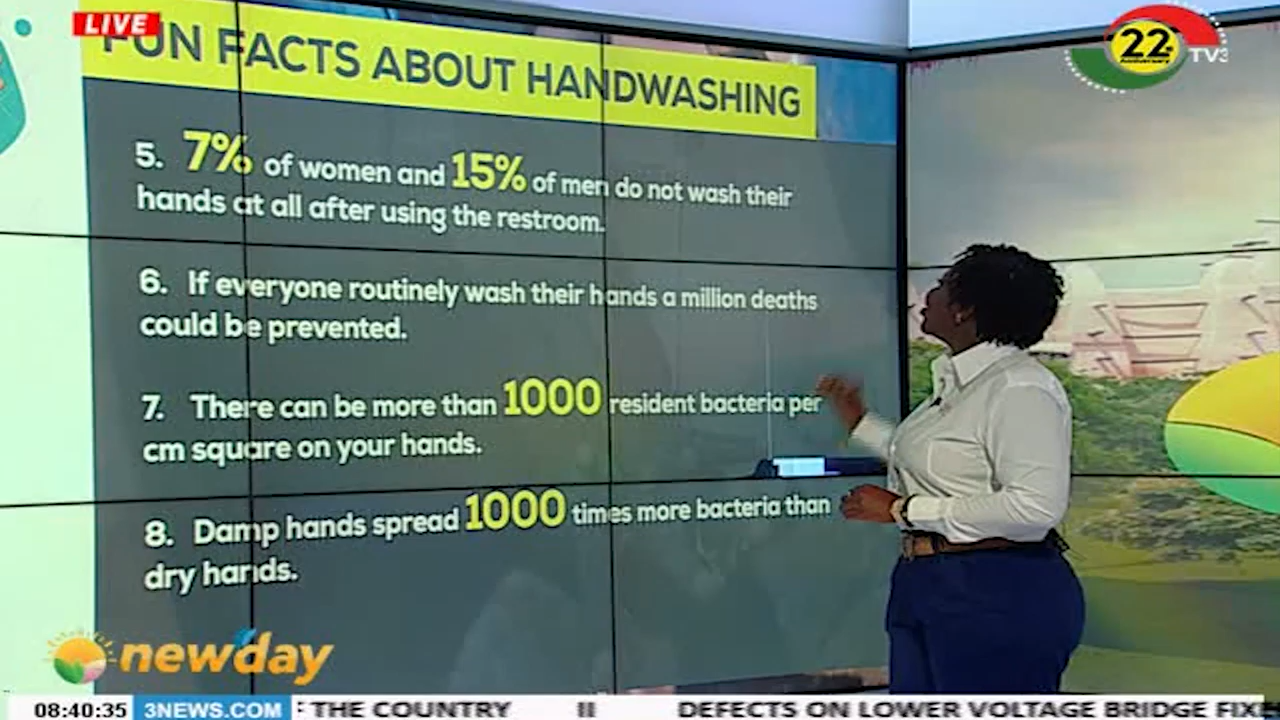 LIVE
FUN FACTS ABOUT HANDWASHING
22
Anniversary
TV3
5. 7% of women and 15% of men do not wash their
hands at all after using the restroom.
6. If everyone routinely wash their hands a million deaths
could be prevented.
7. There can be more than 1000 resident bacteria per
cm square on your hands.
8. Damp hands spread 1000 times more bacteria than
dry hands.
newday
08:40:35 3NEWS.COM THE COUNTRY II DEFECTS ON LOWER VOLTAGE BRIDGE